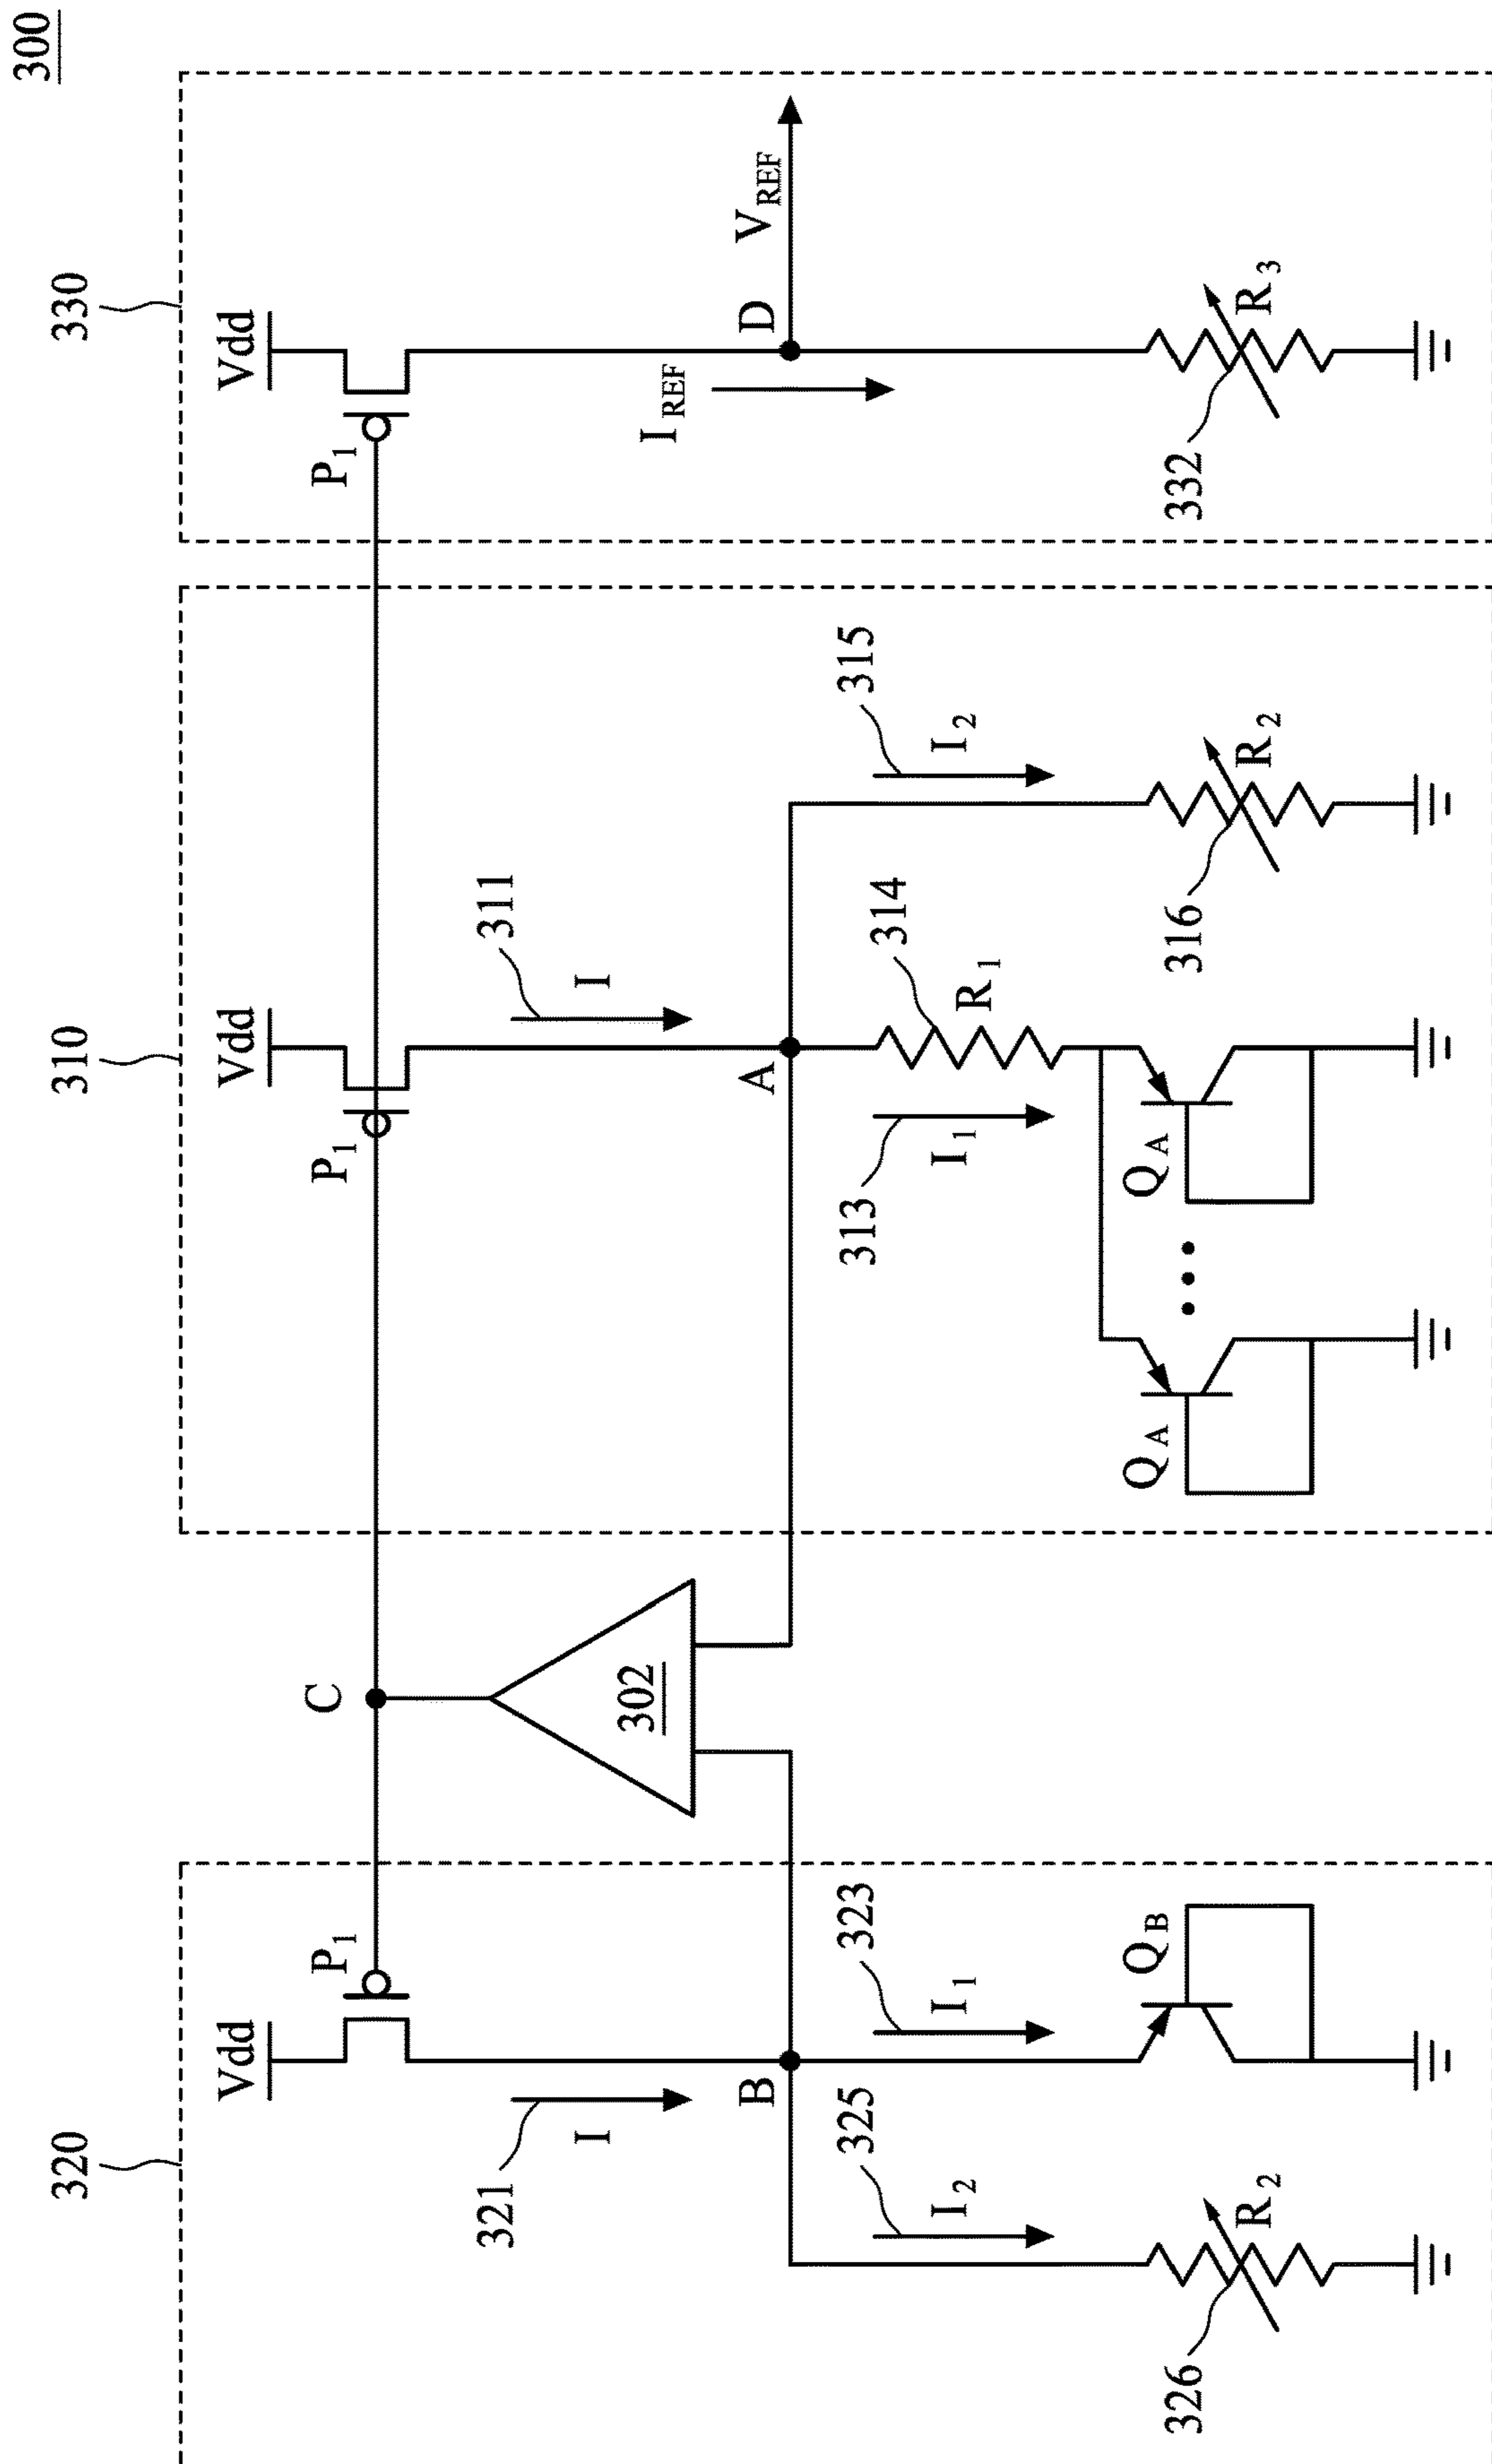 300
320
310
330
Vdd
Vdd
Vdd
P1
C
P1
P1
321
I
311
I
IREF
302
B
A
D
VREF
325
I2
323
I1
313
I1
314
R1
315
I2
326
R2
QB
QA
QA
316
R2
332
R3